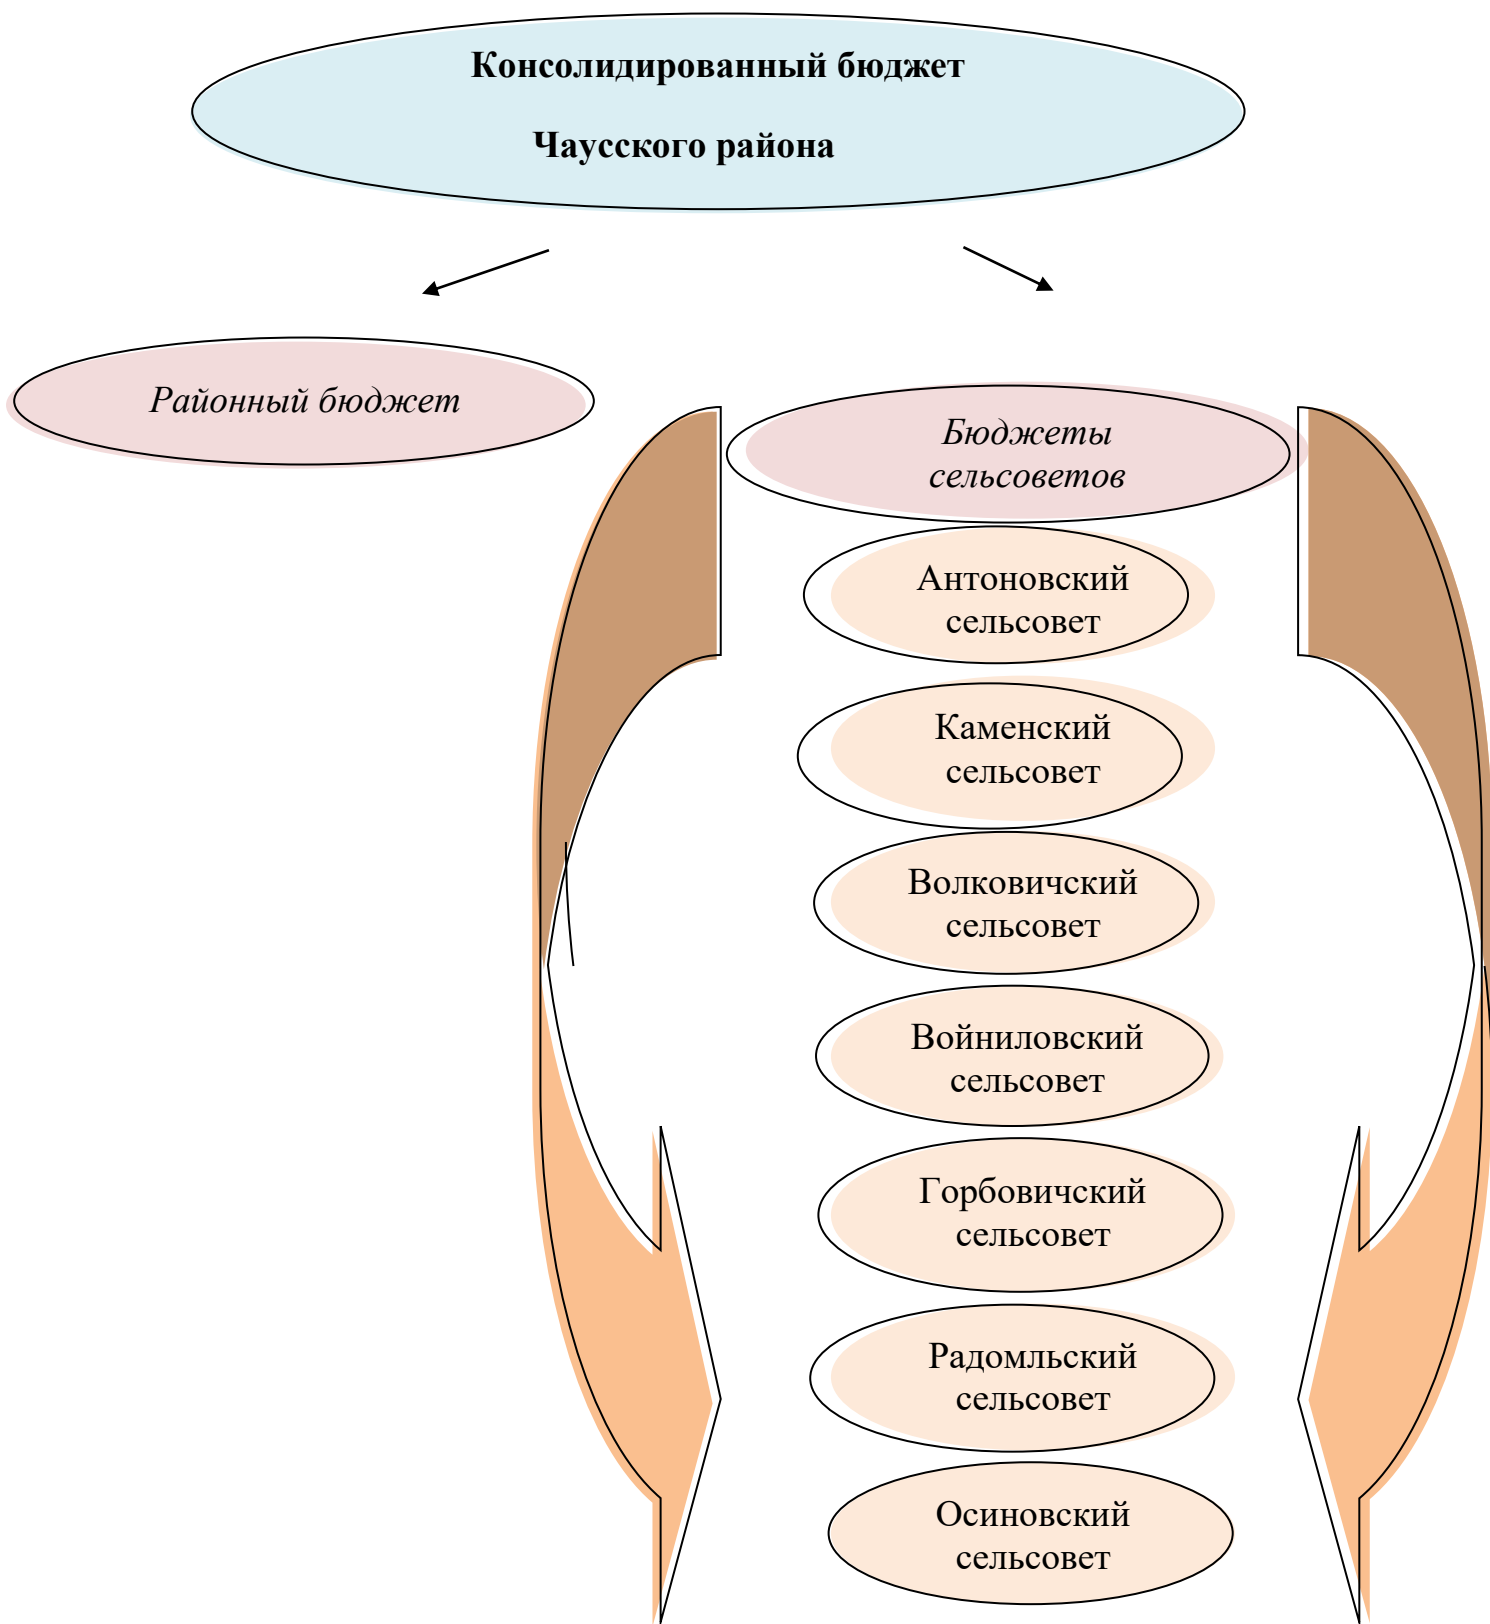 Консолидированный бюджет
Чаусского района
Районный бюджет
Бюджеты
сельсоветов
Антоновский
сельсовет
Каменский
сельсовет
Волковичский
сельсовет
Войниловский
сельсовет
Горбовичский
сельсовет
Радомльский
сельсовет
Осиновский
сельсовет